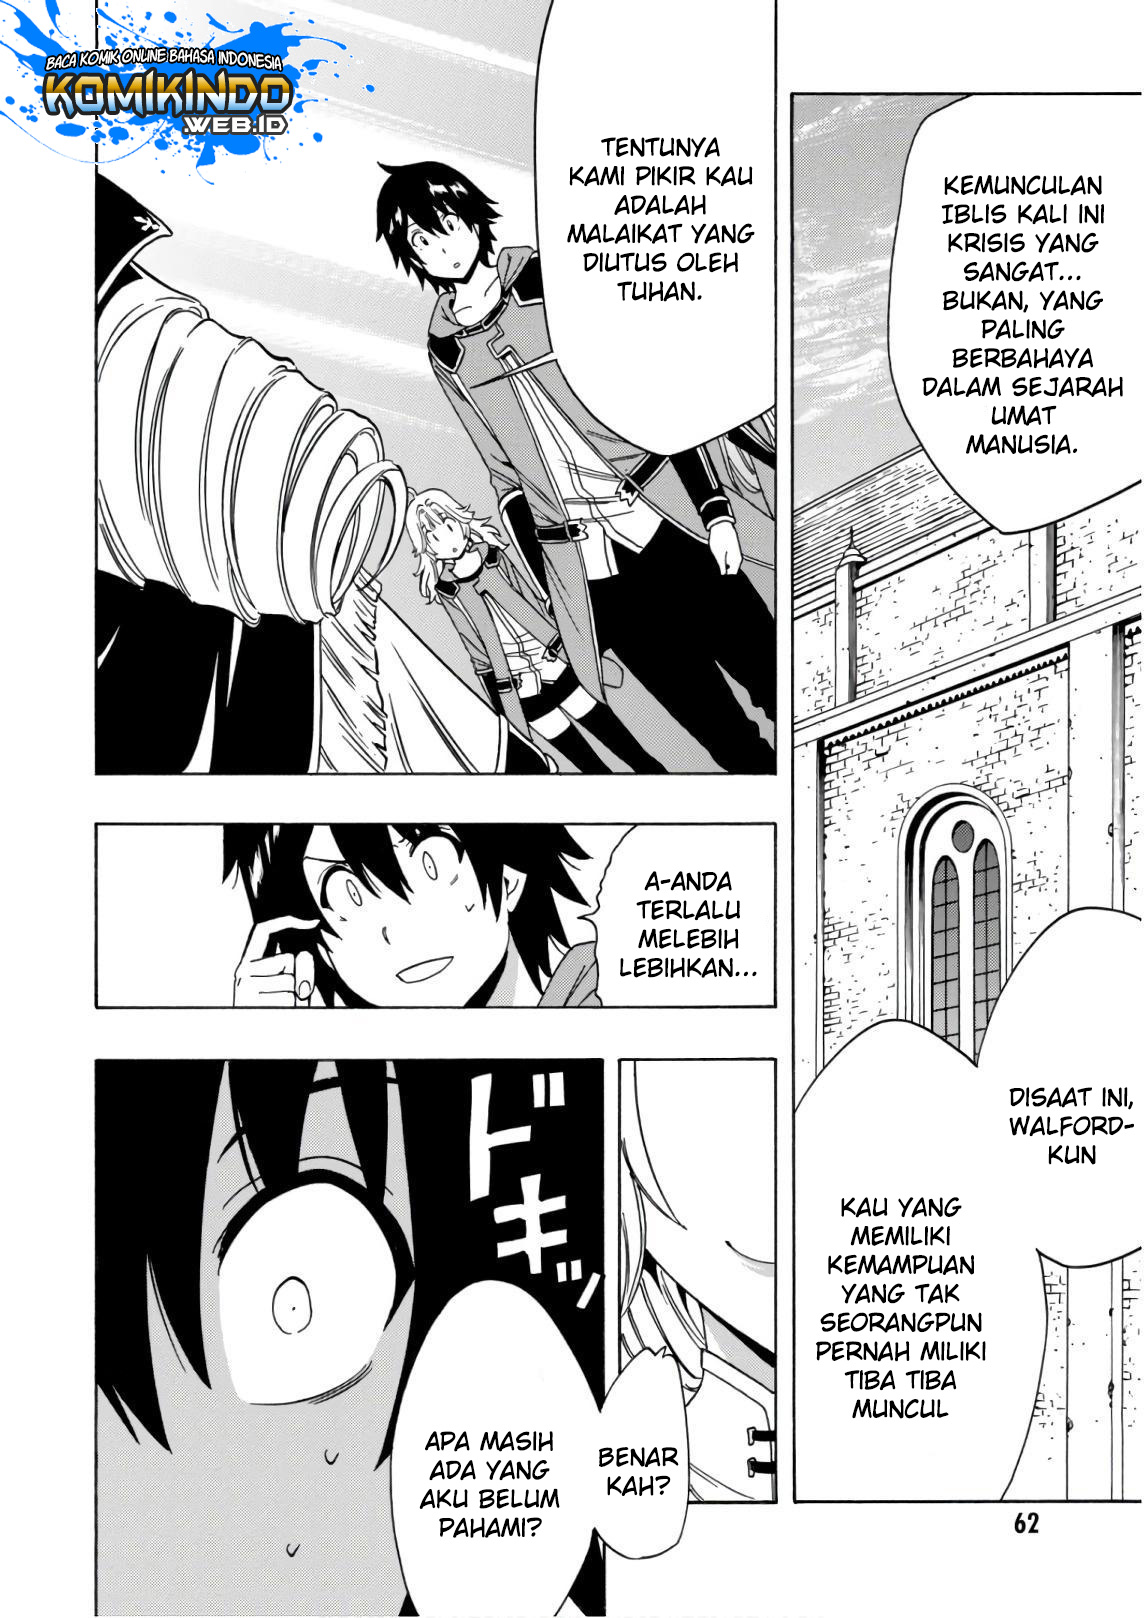 BACA KOMIK ONLINE BAHASA INDONESIA
KOMIKINDO
.WEB.ID
KEMUNCULAN
IBLIS KALI INI
KRISIS YANG
SANGAT...
BUKAN, YANG
PALING
BERBAHAYA
DALAM SEJARAH
UMAT
MANUSIA.
DISAAT INI,
WALFORD-
KUN
KAU YANG
MEMILIKI
KEMAMPUAN
YANG TAK
SEORANGPUN
PERNAH MILIKI
TIBA TIBA
MUNCUL
TENTUNYA
KAMI PIKIR KAU
ADALAH
MALAIKAT YANG
DIUTUS OLEH
TUHAN.
A-ANDA
TERLALU
MELEBIH
LEBIHKAN...
BENAR
KAH?
APA MASIH
ADA YANG
AKU BELUM
PAHAMI?
ドキッ
62